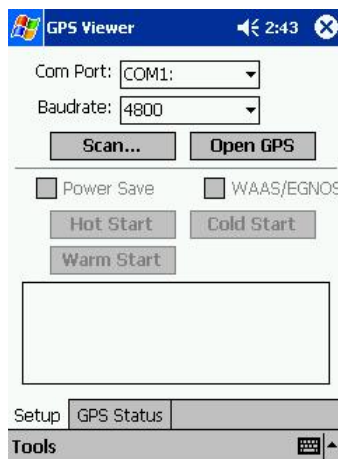 GPS Viewer 2:43
Com Port: COM1:
Baudrate: 4800
Scan... Open GPS
Power Save WAAS/EGNOS
Hot Start Cold Start
Warm Start
Setup GPS Status
Tools